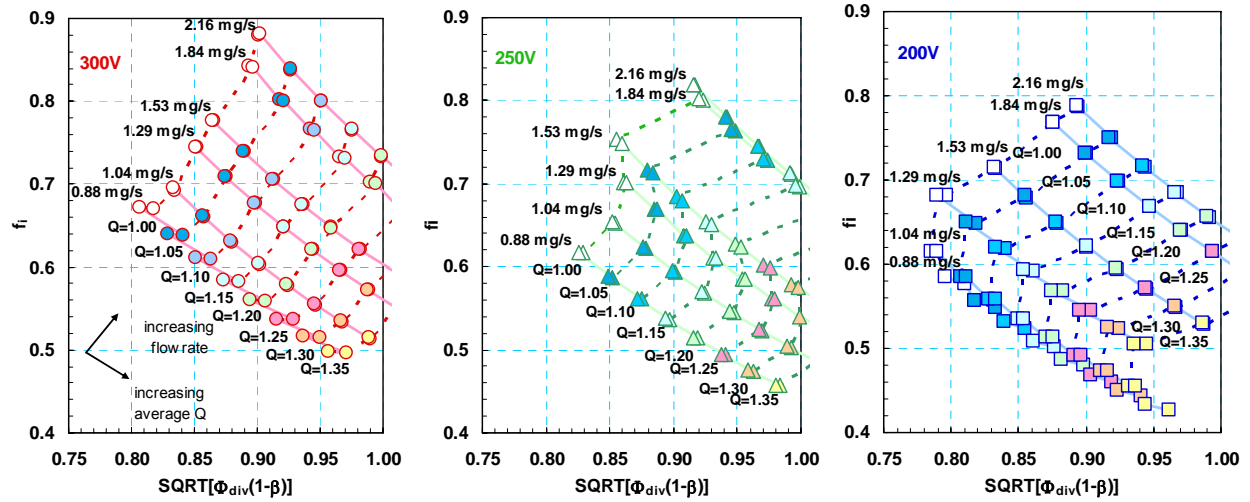 0.9
0.8
0.7
0.6
0.5
0.4
fᵢ
300V
2.16 mg/s
1.84 mg/s
1.53 mg/s
1.29 mg/s
1.04 mg/s
0.88 mg/s
Q=1.00
Q=1.05
Q=1.10
Q=1.15
Q=1.20
Q=1.25
Q=1.30
Q=1.35
increasing
flow rate
increasing
average Q
0.75 0.80 0.85 0.90 0.95 1.00
SQRT[Φdiv(1-β)]
0.9
0.8
0.7
0.6
0.5
0.4
fi
250V
2.16 mg/s
1.84 mg/s
1.53 mg/s
1.29 mg/s
1.04 mg/s
0.88 mg/s
Q=1.00
Q=1.05
Q=1.10
Q=1.15
Q=1.20
Q=1.25
Q=1.30
Q=1.35
0.75 0.80 0.85 0.90 0.95 1.00
SQRT[Φdiv(1-β)]
0.9
0.8
0.7
0.6
0.5
0.4
fi
200V
2.16 mg/s
1.84 mg/s
1.53 mg/s
1.29 mg/s
1.04 mg/s
0.88 mg/s
Q=1.00
Q=1.05
Q=1.10
Q=1.15
Q=1.20
Q=1.25
Q=1.30
Q=1.35
0.75 0.80 0.85 0.90 0.95 1.00
SQRT[Φdiv(1-β)]